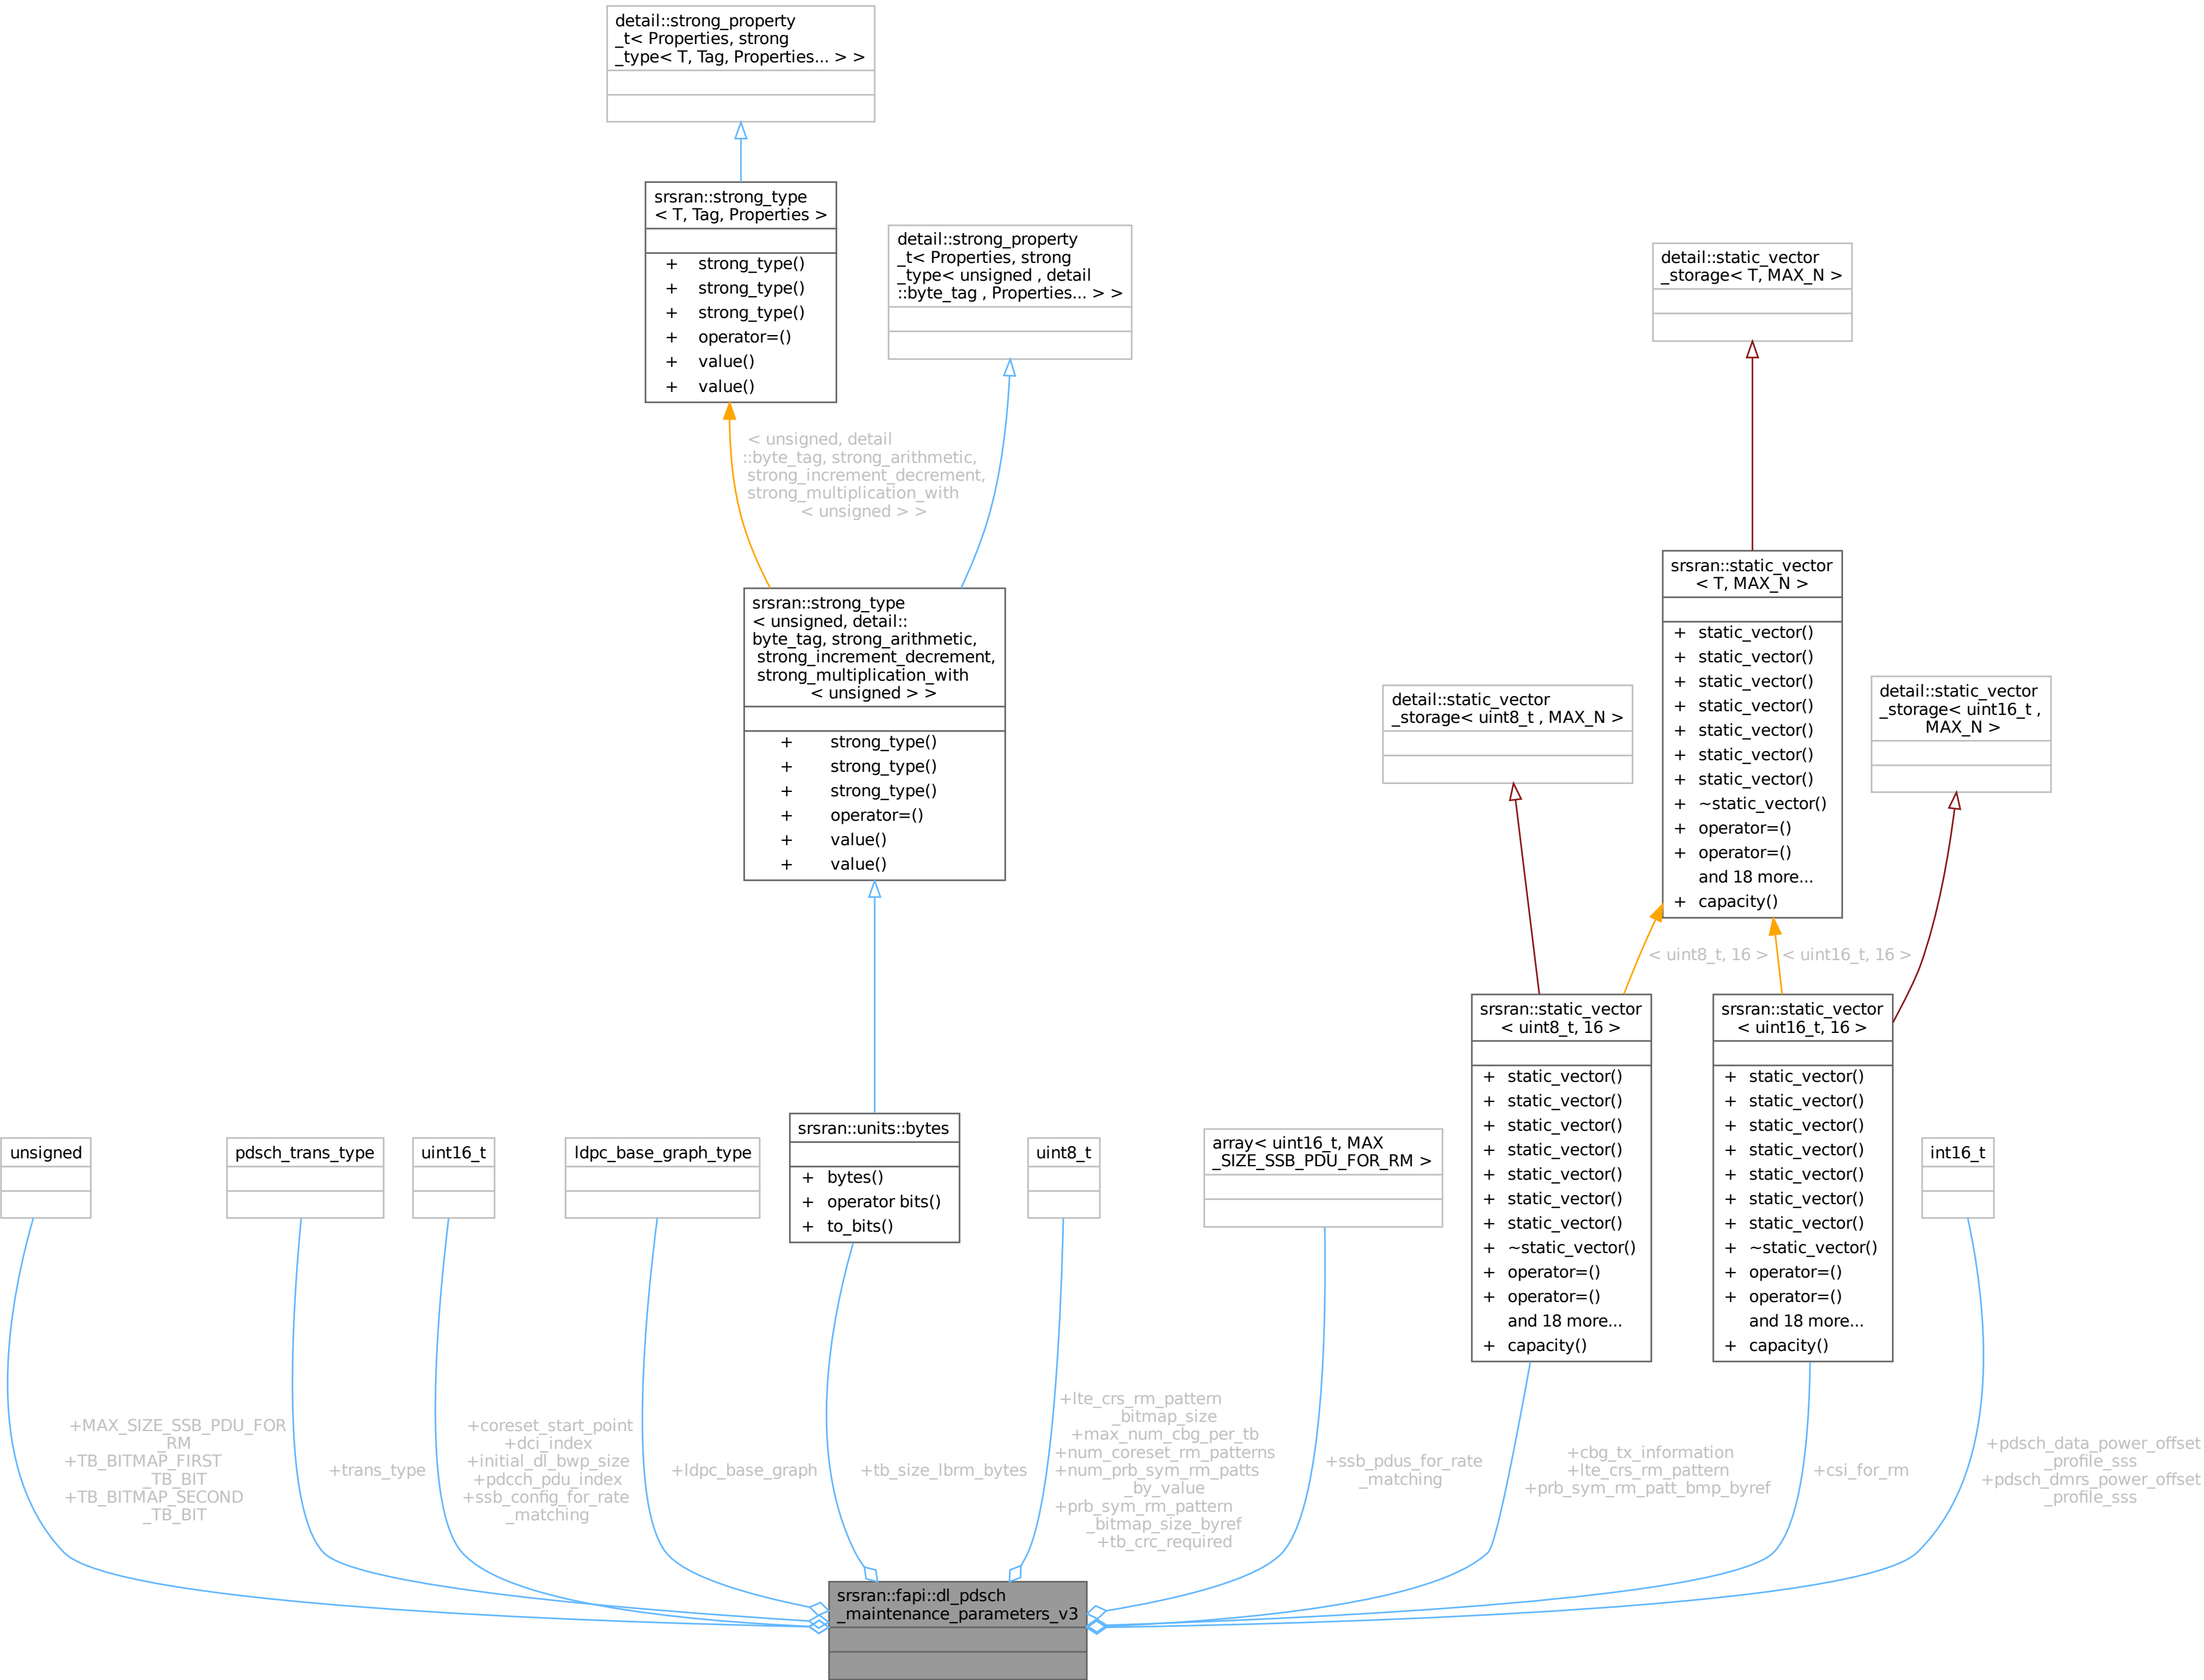 detail::strong_property
_t< Properties, strong
_type< T, Tag, Properties... > >
srsran::strong_type
< T, Tag, Properties >
+ strong_type()
+ strong_type()
+ strong_type()
+ operator=()
+ value()
+ value()
detail::strong_property
_t< Properties, strong
_type< unsigned , detail
::byte_tag , Properties... > >
detail::static_vector
_storage< T, MAX_N >
< unsigned, detail
::byte_tag, strong_arithmetic,
strong_increment_decrement,
strong_multiplication_with
< unsigned > >
srsran::strong_type
< unsigned, detail::
byte_tag, strong_arithmetic,
strong_increment_decrement,
strong_multiplication_with
< unsigned > >
+ strong_type()
+ strong_type()
+ strong_type()
+ operator=()
+ value()
+ value()
srsran::static_vector
< T, MAX_N >
+ static_vector()
+ static_vector()
+ static_vector()
+ static_vector()
+ static_vector()
+ static_vector()
+ static_vector()
+ ~static_vector()
+ operator=()
+ operator=()
and 18 more...
+ capacity()
detail::static_vector
_storage< uint8_t , MAX_N >
detail::static_vector
_storage< uint16_t ,
MAX_N >
< uint8_t, 16 >
< uint16_t, 16 >
unsigned
pdsch_trans_type
uint16_t
ldpc_base_graph_type
srsran::units::bytes
+ bytes()
+ operator bits()
+ to_bits()
uint8_t
array< uint16_t, MAX
_SIZE_SSB_PDU_FOR_RM >
srsran::static_vector
< uint8_t, 16 >
+ static_vector()
+ static_vector()
+ static_vector()
+ static_vector()
+ static_vector()
+ static_vector()
+ static_vector()
+ ~static_vector()
+ operator=()
+ operator=()
and 18 more...
+ capacity()
srsran::static_vector
< uint16_t, 16 >
+ static_vector()
+ static_vector()
+ static_vector()
+ static_vector()
+ static_vector()
+ static_vector()
+ static_vector()
+ ~static_vector()
+ operator=()
+ operator=()
and 18 more...
+ capacity()
int16_t
+MAX_SIZE_SSB_PDU_FOR
_RM
+TB_BITMAP_FIRST
_TB_BIT
+TB_BITMAP_SECOND
_TB_BIT
+trans_type
+coreset_start_point
+dci_index
+initial_dl_bwp_size
+pdcch_pdu_index
+ssb_config_for_rate
_matching
+ldpc_base_graph
+tb_size_lbrm_bytes
+lte_crs_rm_pattern
_bitmap_size
+max_num_cbg_per_tb
+num_coreset_rm_patterns
+num_prb_sym_rm_patts
_by_value
+prb_sym_rm_pattern
_bitmap_size_byref
+tb_crc_required
+ssb_pdus_for_rate
_matching
+cbg_tx_information
+lte_crs_rm_pattern
+prb_sym_rm_patt_bmp_byref
+csi_for_rm
+pdsch_data_power_offset
_profile_sss
+pdsch_dmrs_power_offset
_profile_sss
srsran::fapi::dl_pdsch
_maintenance_parameters_v3